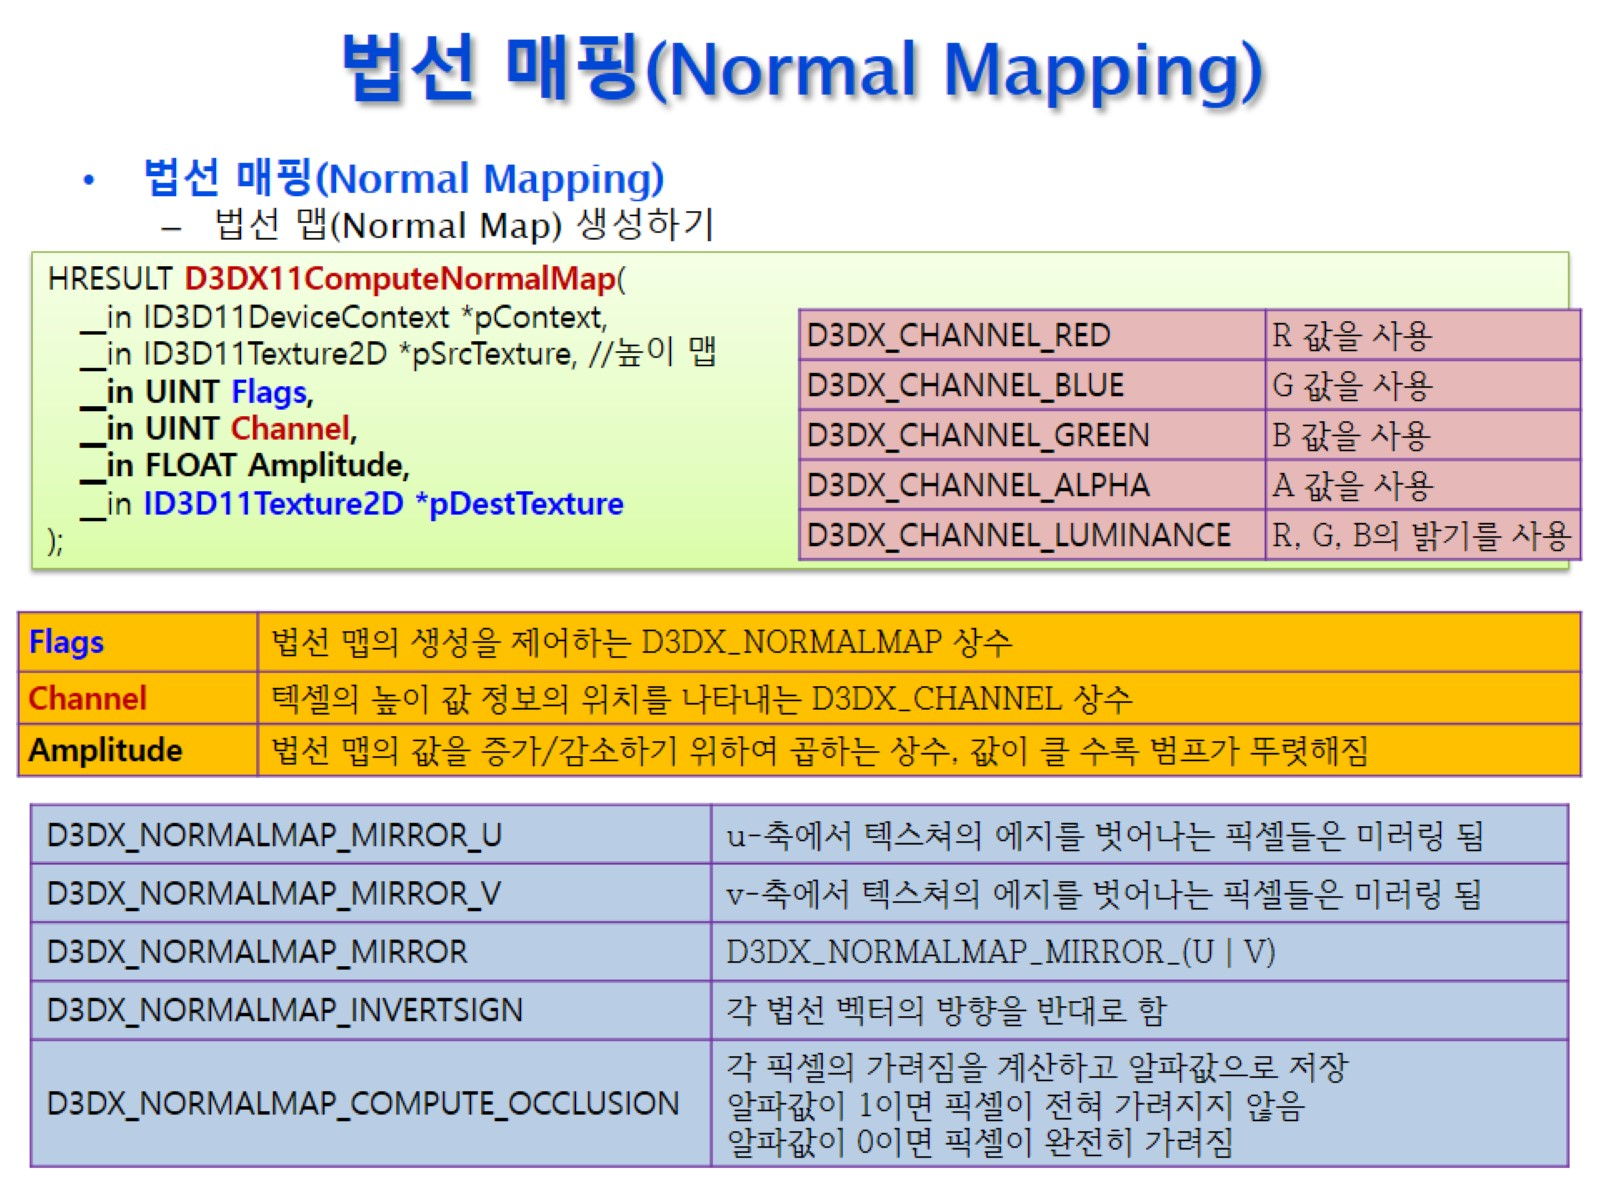 법선 매핑(Normal Mapping)
• 법선 매핑(Normal Mapping)
– 법선 맵(Normal Map) 생성하기
HRESULT D3DX11ComputeNormalMap(
__in ID3D11DeviceContext *pContext,
__in ID3D11Texture2D *pSrcTexture, //높이 맵
__in UINT Flags,
__in UINT Channel,
__in FLOAT Amplitude,
__in ID3D11Texture2D *pDestTexture
);
D3DX_CHANNEL_RED R 값을 사용
D3DX_CHANNEL_BLUE G 값을 사용
D3DX_CHANNEL_GREEN B 값을 사용
D3DX_CHANNEL_ALPHA A 값을 사용
D3DX_CHANNEL_LUMINANCE R, G, B의 밝기를 사용
Flags 법선 맵의 생성을 제어하는 D3DX_NORMALMAP 상수
Channel 텍셀의 높이 값 정보의 위치를 나타내는 D3DX_CHANNEL 상수
Amplitude 법선 맵의 값을 증가/감소하기 위하여 곱하는 상수, 값이 클 수록 범프가 뚜렷해짐
D3DX_NORMALMAP_MIRROR_U u-축에서 텍스쳐의 에지를 벗어나는 픽셀들은 미러링 됨
D3DX_NORMALMAP_MIRROR_V v-축에서 텍스쳐의 에지를 벗어나는 픽셀들은 미러링 됨
D3DX_NORMALMAP_MIRROR D3DX_NORMALMAP_MIRROR_(U | V)
D3DX_NORMALMAP_INVERTSIGN 각 법선 벡터의 방향을 반대로 함
D3DX_NORMALMAP_COMPUTE_OCCLUSION 각 픽셀의 가려짐을 계산하고 알파값으로 저장
알파값이 1이면 픽셀이 전혀 가려지지 않음
알파값이 0이면 픽셀이 완전히 가려짐